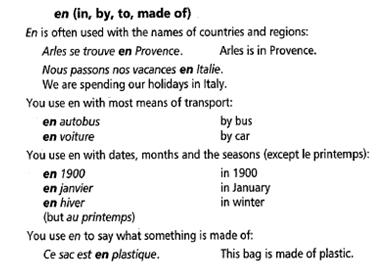 en (in, by, to, made of)
En is often used with the names of countries and regions:
Arles se trouve en Provence. Arles is in Provence.
Nous passons nos vacances en Italie.
We are spending our holidays in Italy.
You use en with most means of transport:
en autobus by bus
en voiture by car
You use en with dates, months and the seasons (except le printemps):
en 1900 in 1900
en janvier in January
en hiver in winter
(but au printemps)
You use en to say what something is made of:
Ce sac est en plastique. This bag is made of plastic.